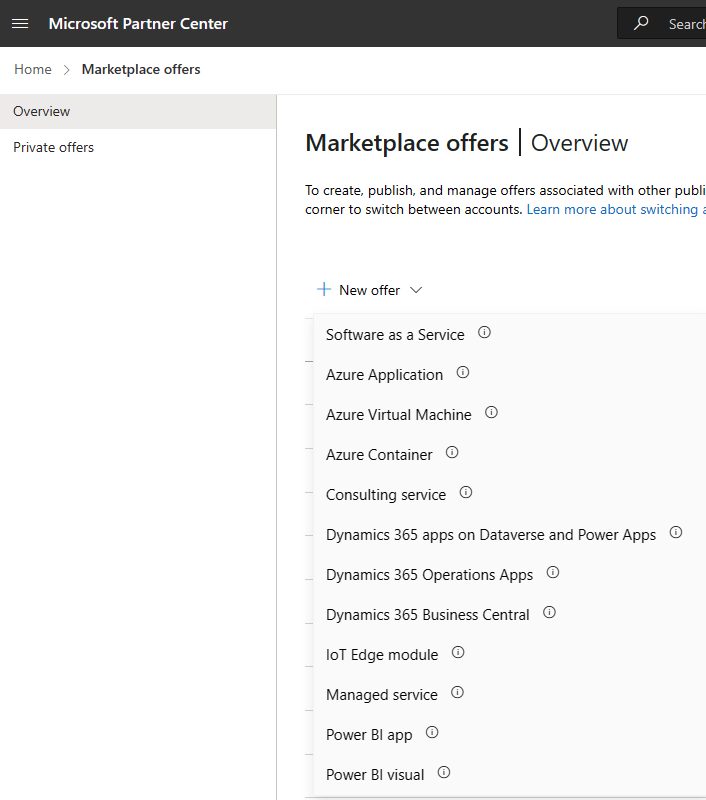 Microsoft Partner Center
Search
Home > Marketplace offers
Overview
Private offers
Marketplace offers | Overview
To create, publish, and manage offers associated with other publi
corner to switch between accounts. Learn more about switching a
+ New offer
Software as a Service
Azure Application
Azure Virtual Machine
Azure Container
Consulting service
Dynamics 365 apps on Dataverse and Power Apps
Dynamics 365 Operations Apps
Dynamics 365 Business Central
IoT Edge module
Managed service
Power BI app
Power BI visual